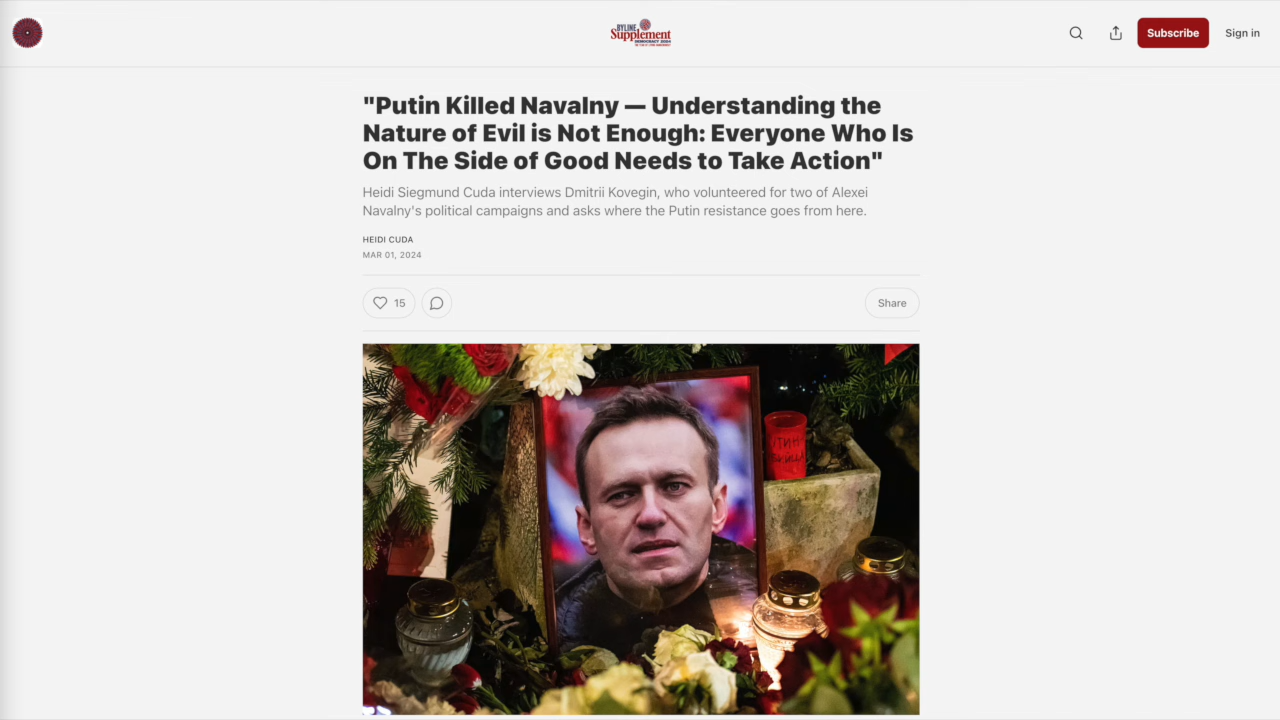 BYLINE
Supplement
DEMOCRACY 2024
Subscribe
Sign in
"Putin Killed Navalny — Understanding the
Nature of Evil is Not Enough: Everyone Who Is
On The Side of Good Needs to Take Action"
Heidi Siegmund Cuda interviews Dmitrii Kovegin, who volunteered for two of Alexei
Navalny's political campaigns and asks where the Putin resistance goes from here.
HEIDI CUDA
MAR 01, 2024
15
Share